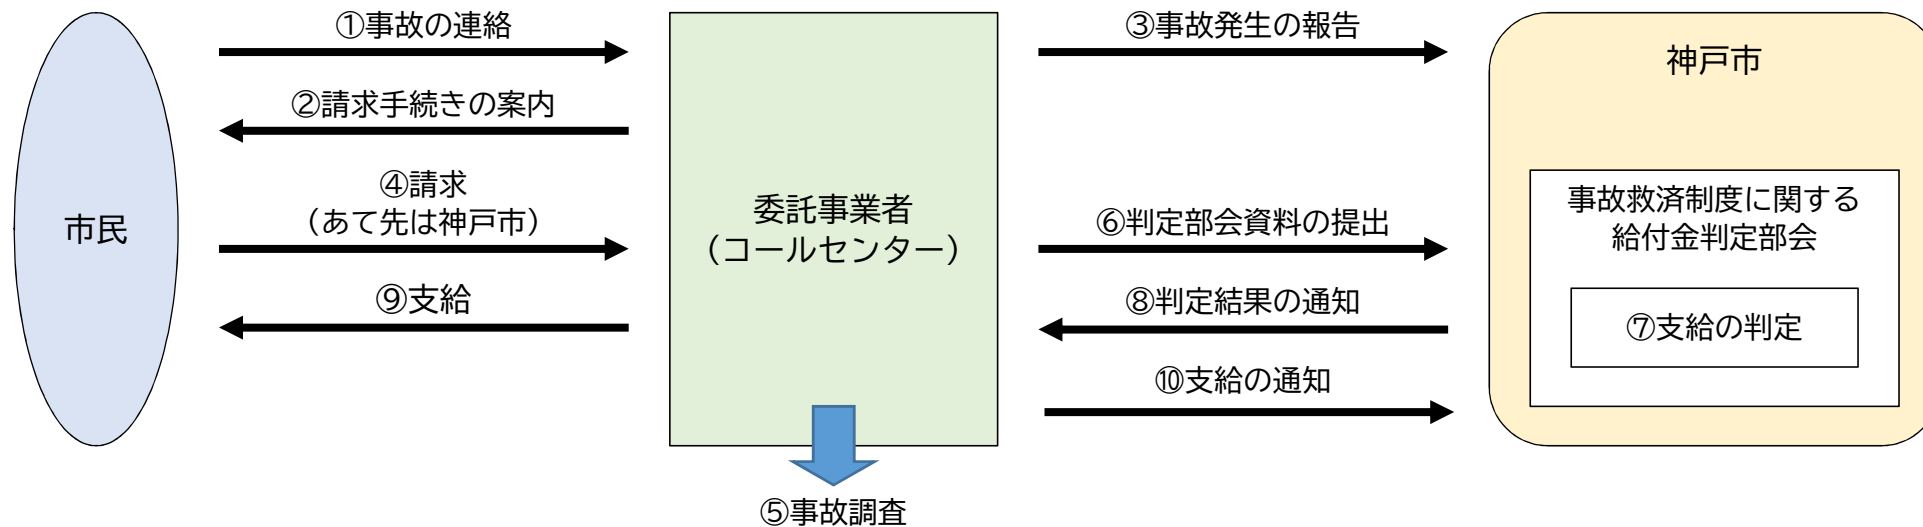 ①事故の連絡
③事故発生の報告
神戸市
②請求手続きの案内
④請求
（あて先は神戸市）
市民
委託事業者
（コールセンター）
⑥判定部会資料の提出
事故救済制度に関する
給付金判定部会
⑨支給
⑧判定結果の通知
⑦支給の判定
⑩支給の通知
⑤事故調査